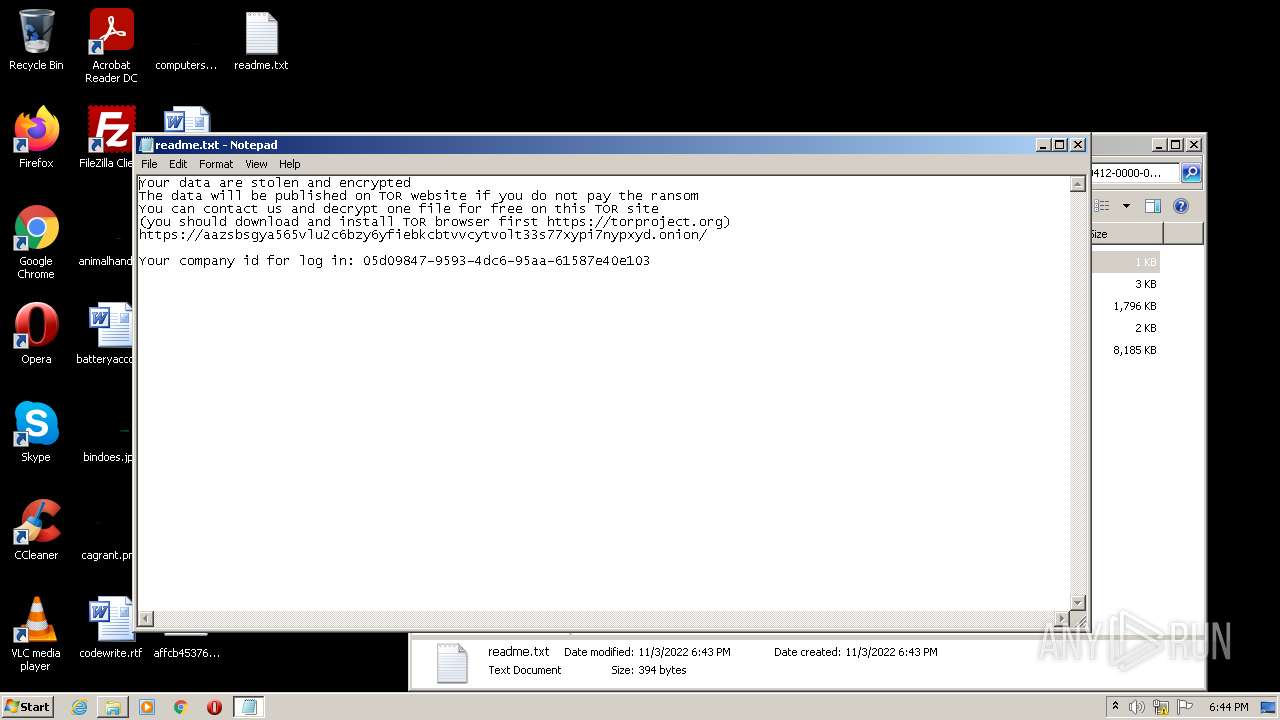 Recycle Bin
Acrobat
Reader DC
computers...
readme.txt
Firefox
FileZilla Clie
readme.txt - Notepad
File Edit Format View Help
Your data are stolen and encrypted
The data will be published on TOR website if you do not pay the ransom
You can contact us and decrypt one file for free on this TOR site
(you should download and install TOR browser first https://torproject.org)
https://aazsbsgya565vlu2c6bzy6yfiebkcbtvvcytvolt33s77xypi7nypxyd.onion/
Your company id for log in: 05d09847-9593-4dc6-95aa-61587e40e103
412-0000-0...
Size
1 KB
3 KB
1,796 KB
2 KB
8,185 KB
Google
Chrome
animalhand
Opera
batteryacco
Skype
bindoes.jp
CCleaner
cagrant.pn
VLC media
player
codewrite.rtf
affcb45376...
readme.txt Date modified: 11/3/2022 6:43 PM Date created: 11/3/2022 6:43 PM
Text Document Size: 394 bytes
ANY RUN
Start
6:44 PM